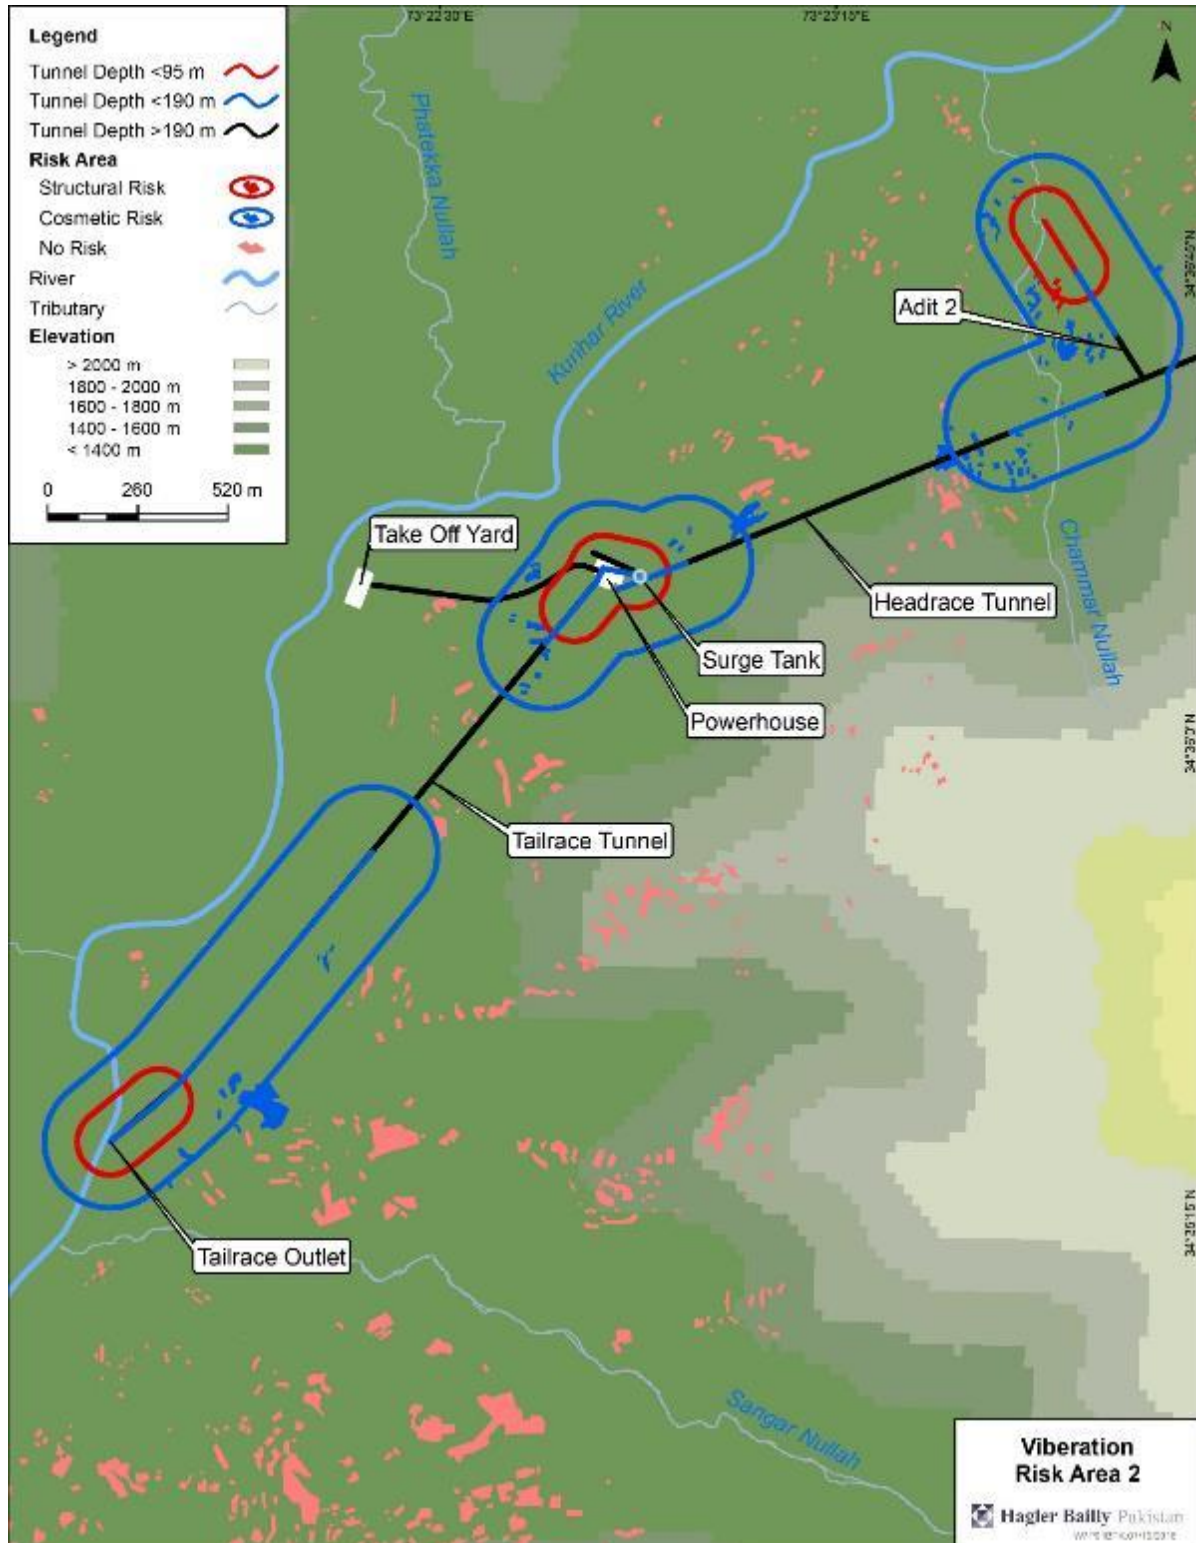 73°22'30"E
73°23'15"E
Legend
Tunnel Depth <95 m
Tunnel Depth <190 m
Tunnel Depth >190 m
Risk Area
Structural Risk
Cosmetic Risk
No Risk
River
Tributary
Elevation
> 2000 m
1800 - 2000 m
1600 - 1800 m
1400 - 1600 m
< 1400 m
0 260 520 m
N
Phatekka Nullah
Kunhar River
Adit 2
Take Off Yard
Headrace Tunnel
Chammar Nullah
Surge Tank
Powerhouse
Tailrace Tunnel
Tailrace Outlet
Sangar Nullah
Viberation
Risk Area 2
Hagler Bailly Pakistan